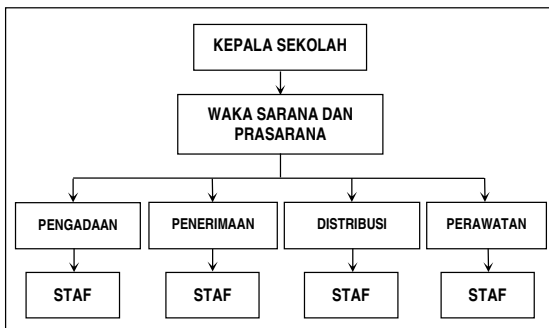 KEPALA SEKOLAH
WAKA SARANA DAN
PRASARANA
PENGADAAN
PENERIMAAN
DISTRIBUSI
PERAWATAN
STAF
STAF
STAF
STAF